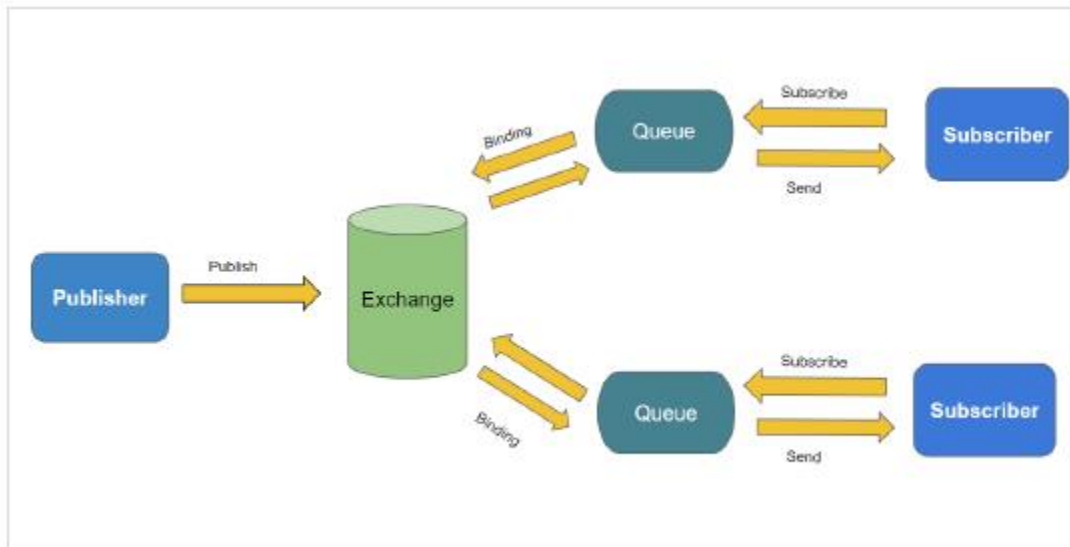 Subscribe
Queue
Subscriber
Binding
Send
Publish
Publisher
Exchange
Subscribe
Queue
Subscriber
Binding
Send